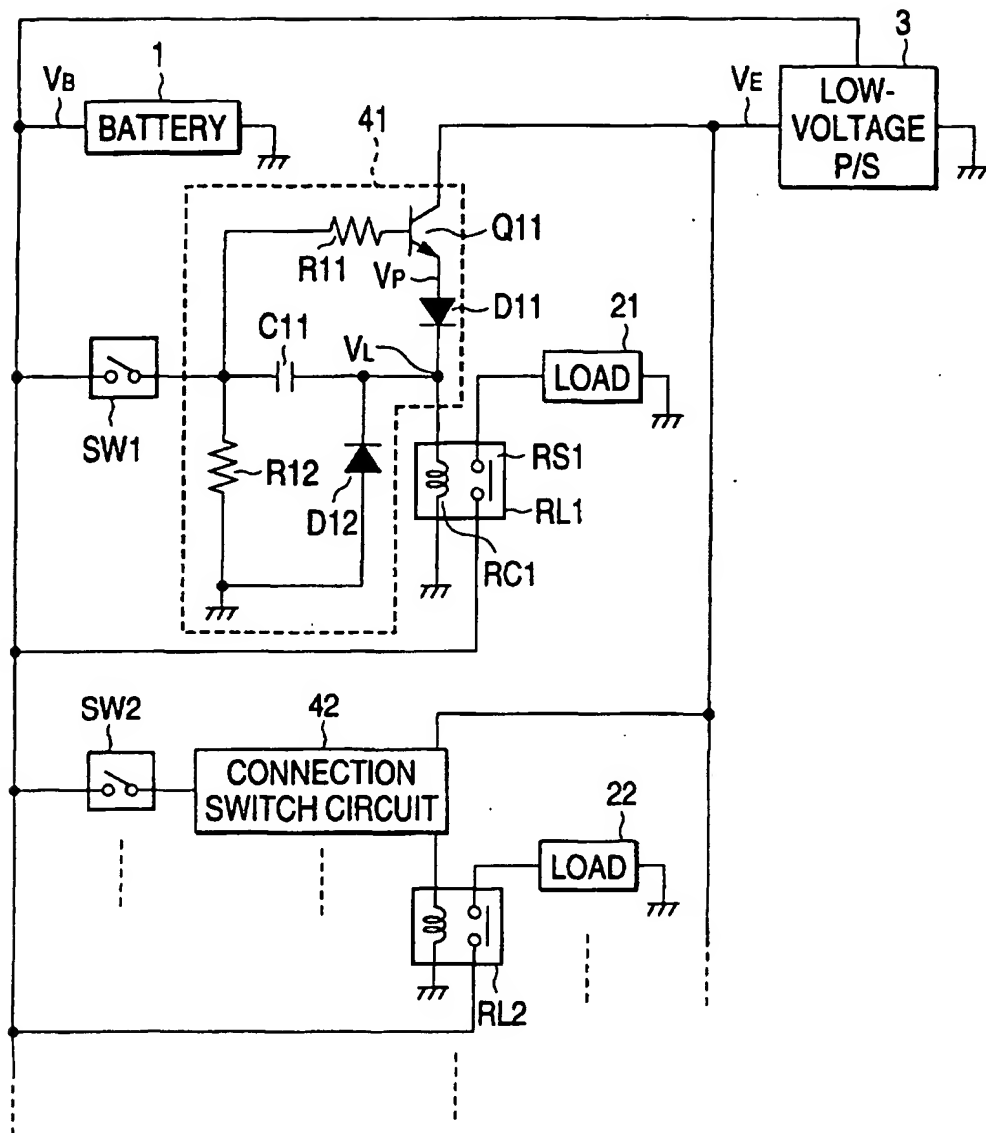 3
1
VB
BATTERY
41
VE
LOW-
VOLTAGE
P/S
R11
Q11
VP
D11
C11
VL
21
LOAD
SW1
R12
D12
RS1
RL1
RC1
SW2
42
CONNECTION
SWITCH CIRCUIT
22
LOAD
RL2